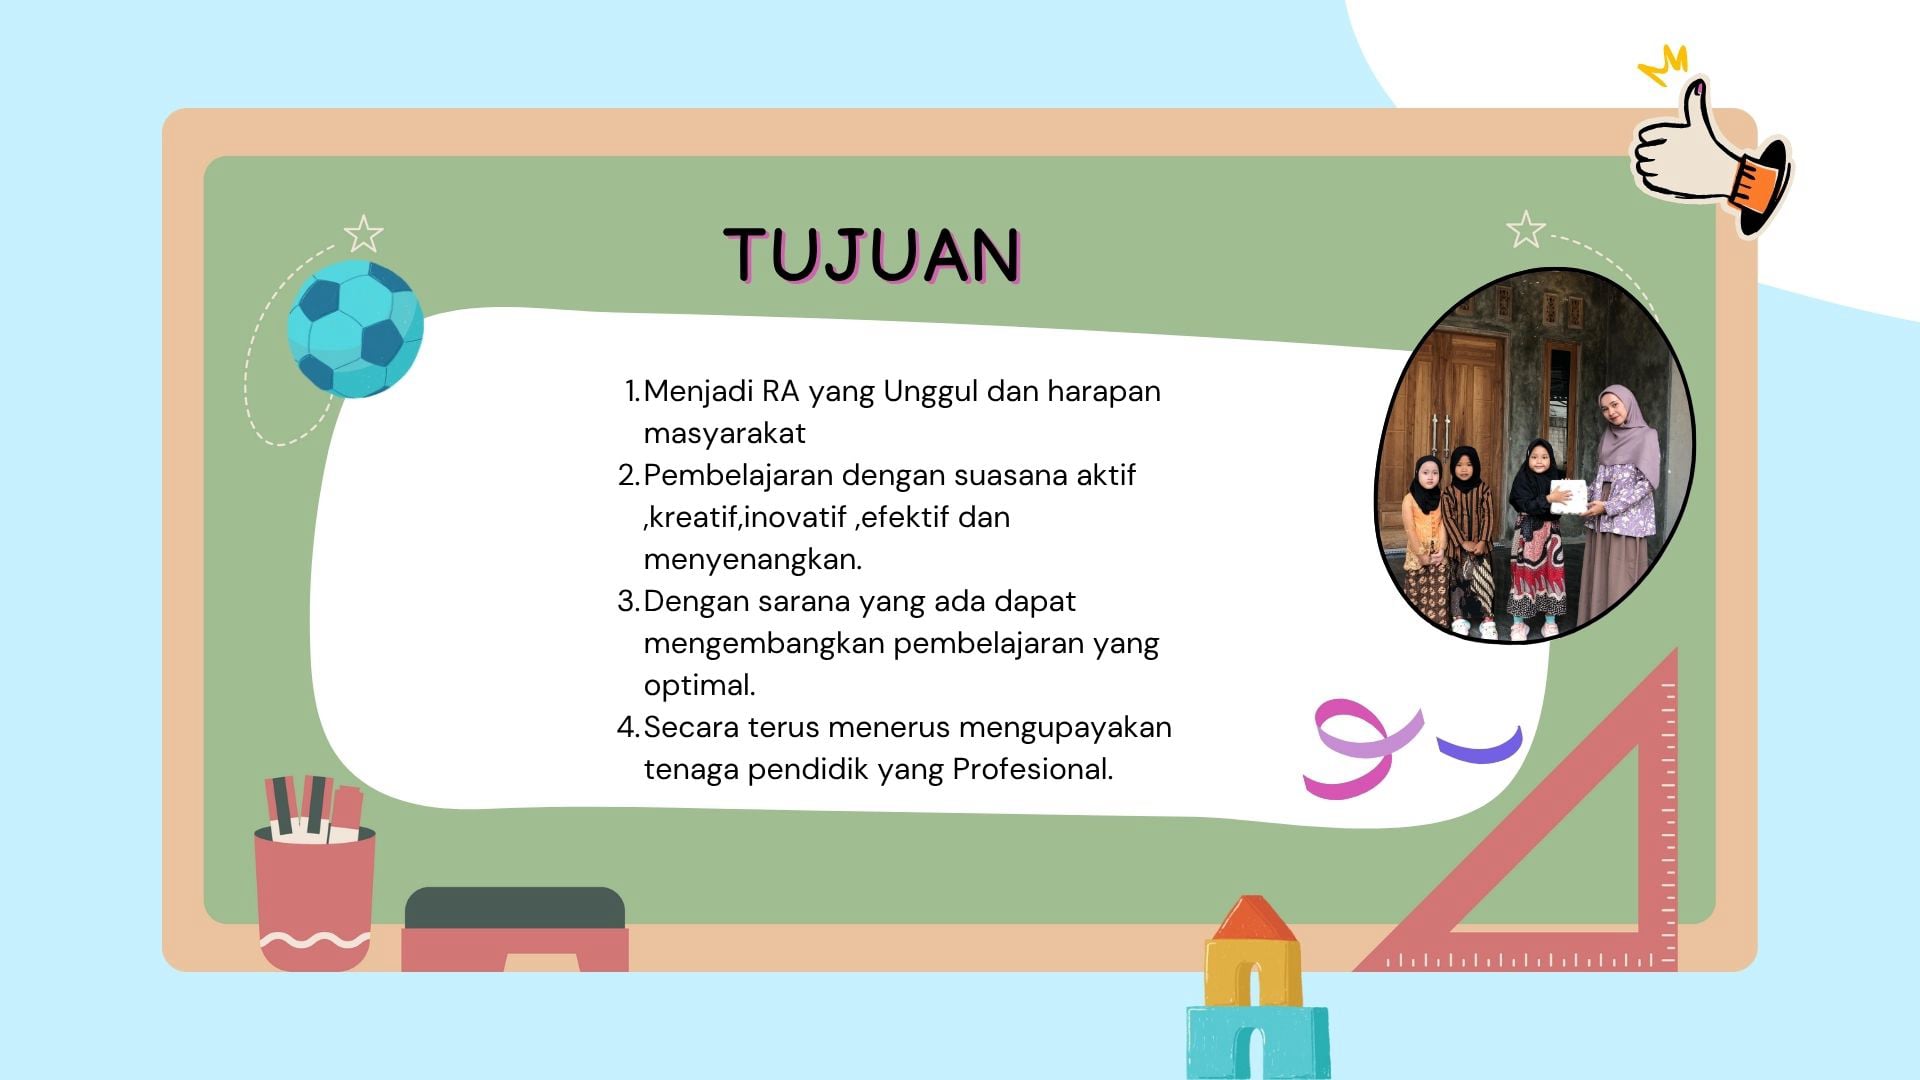 TUJUAN
1.Menjadi RA yang Unggul dan harapan
masyarakat
2.Pembelajaran dengan suasana aktif
,kreatif,inovatif ,efektif dan
menyenangkan.
3.Dengan sarana yang ada dapat
mengembangkan pembelajaran yang
optimal.
4.Secara terus menerus mengupayakan
tenaga pendidik yang Profesional.